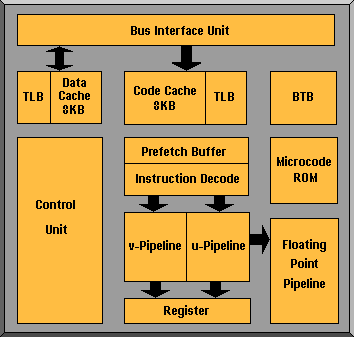 Bus Interface Unit
TLB
Data
Cache
8KB
Code Cache
8KB
TLB
BTB
Prefetch Buffer
Instruction Decode
Microcode
ROM
Control
Unit
v-Pipeline
u-Pipeline
Floating
Point
Pipeline
Register